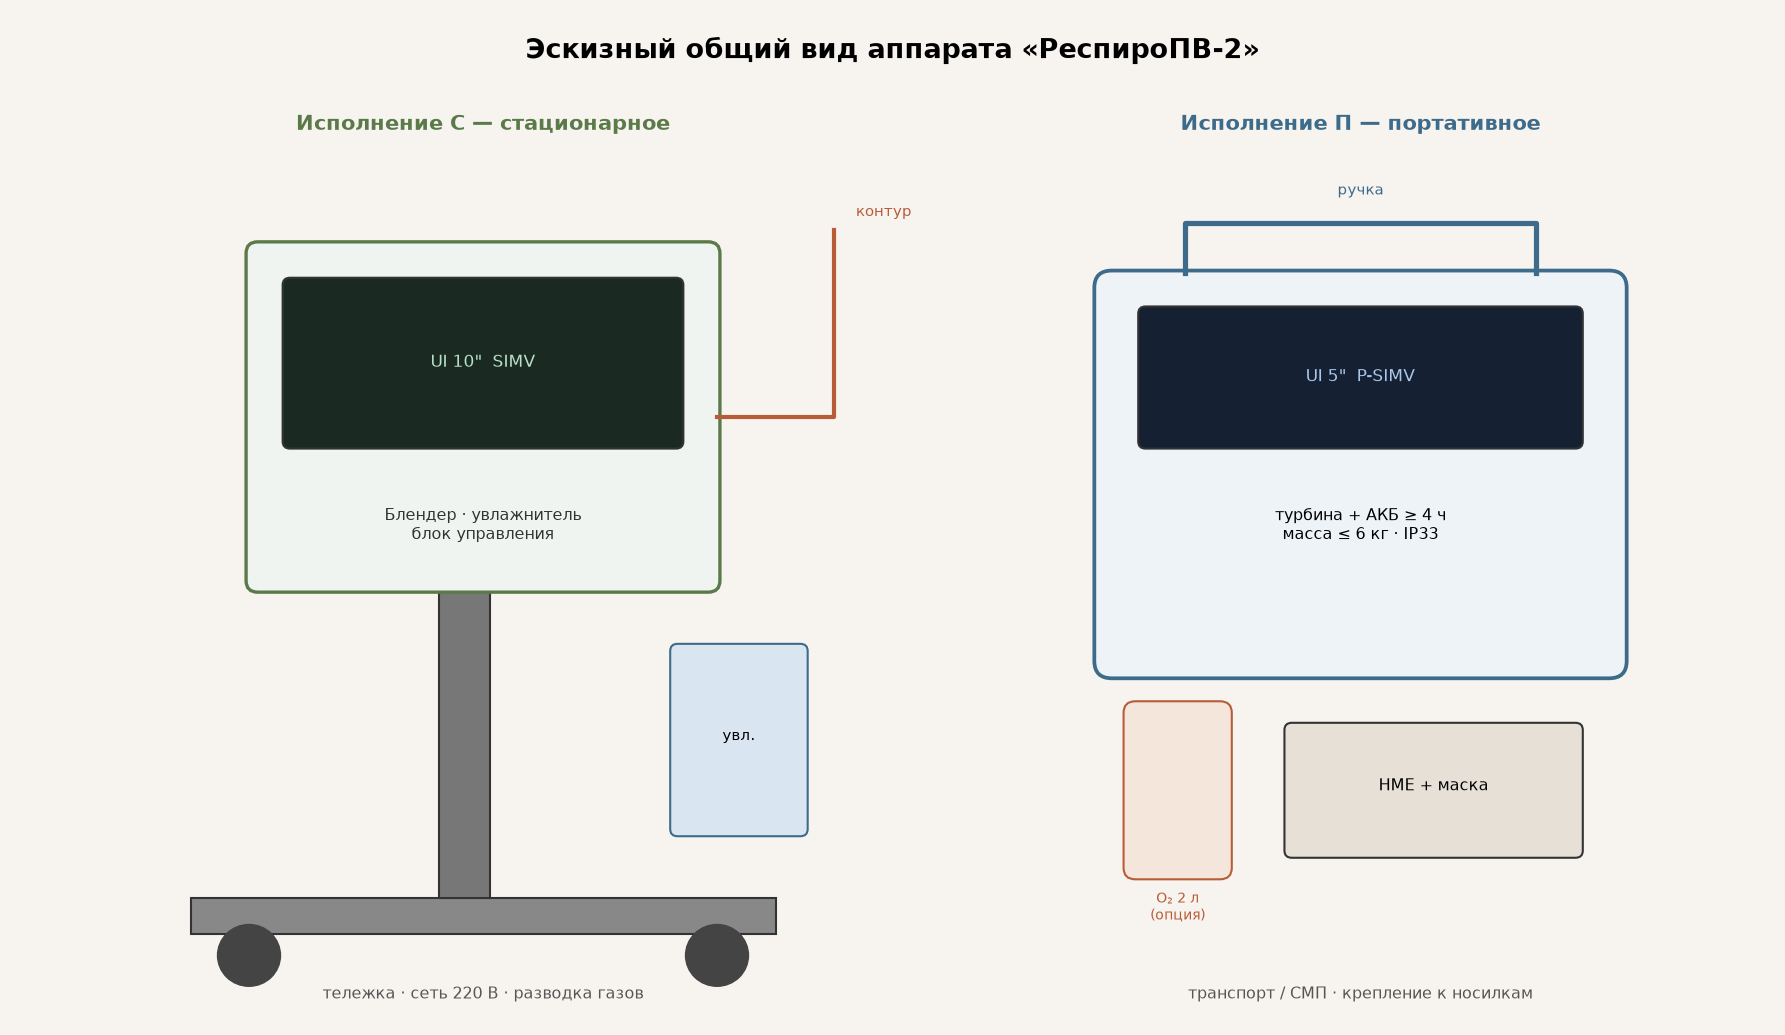 Эскизный общий вид аппарата «РеспироПВ-2»
Исполнение С — стационарное
контур
UI 10"  SIMV
Блендер · увлажнитель
блок управления
увл.
тележка · сеть 220 В · разводка газов
Исполнение П — портативное
ручка
UI 5"  P-SIMV
турбина + АКБ ≥ 4 ч
масса ≤ 6 кг · IP33
O₂ 2 л
(опция)
HME + маска
транспорт / СМП · крепление к носилкам